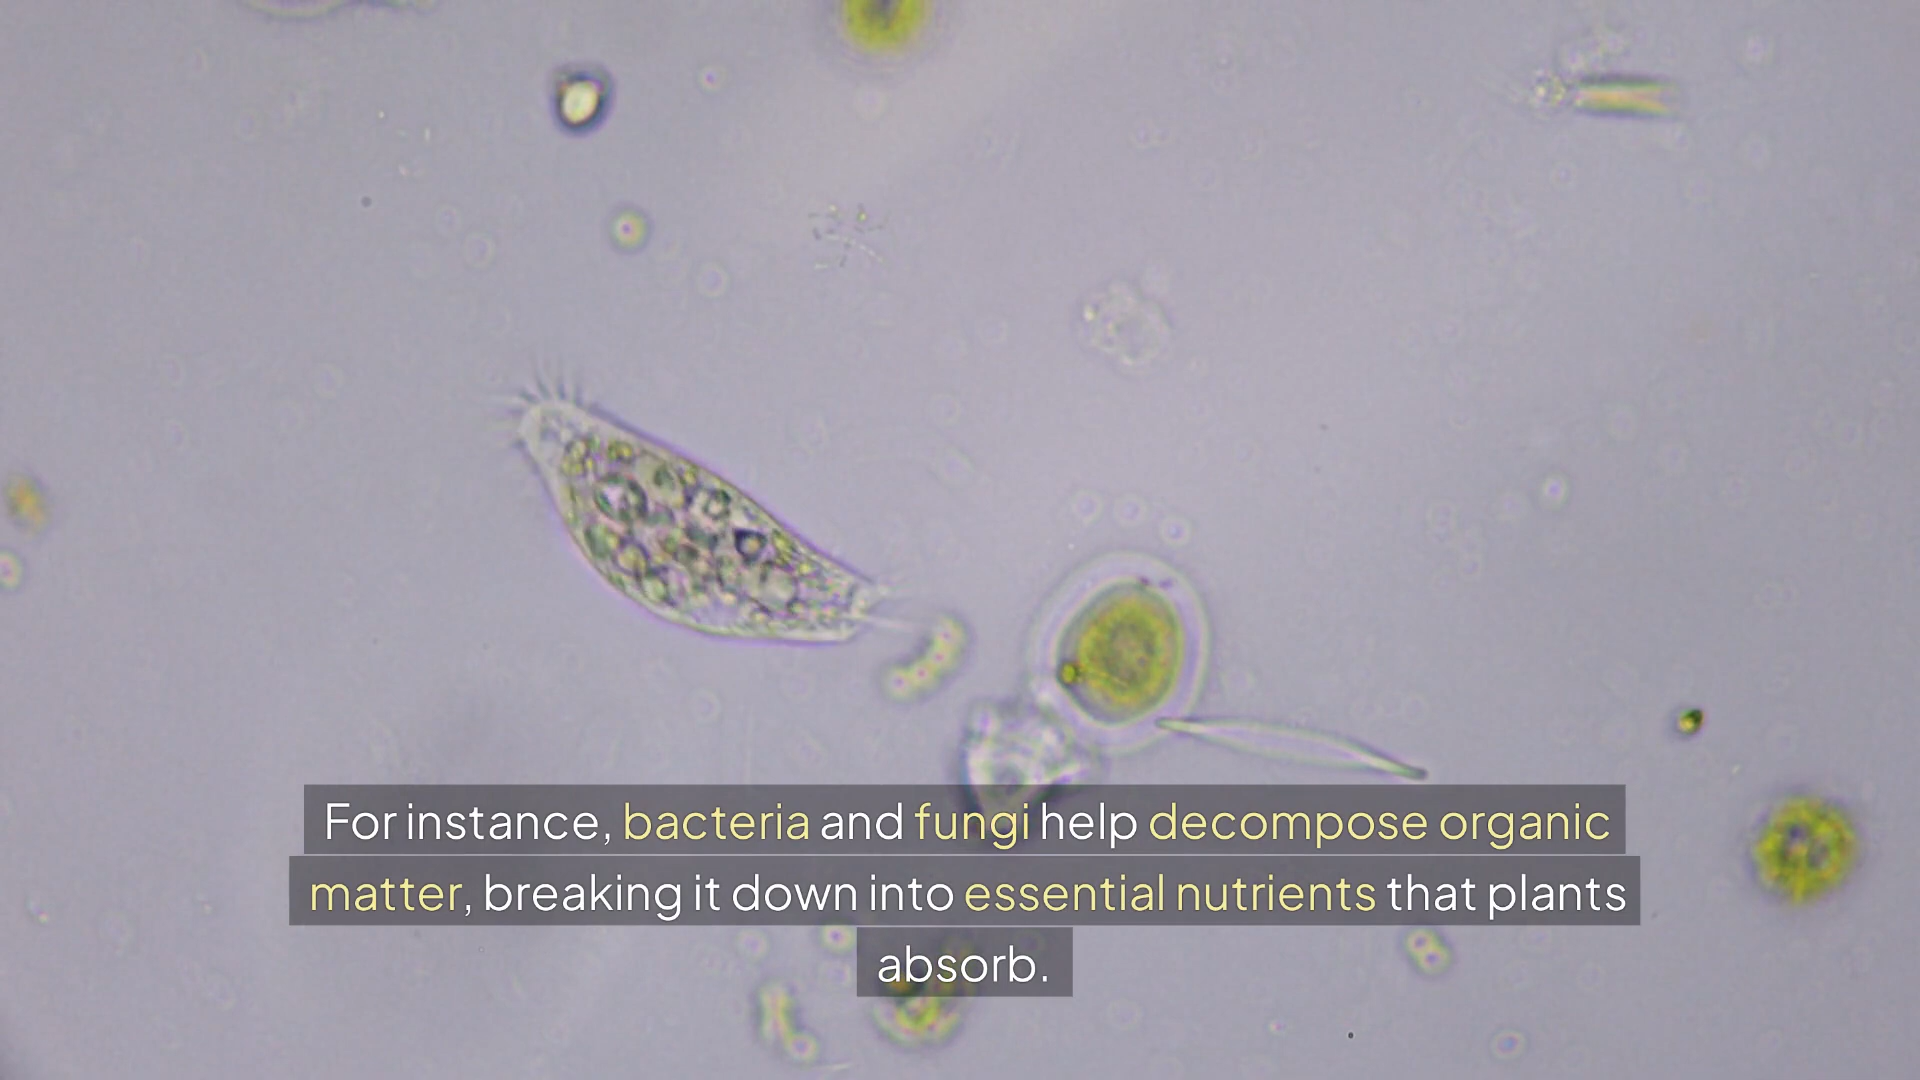 For instance, bacteria and fungi help decompose organic
matter, breaking it down into essential nutrients that plants
absorb.